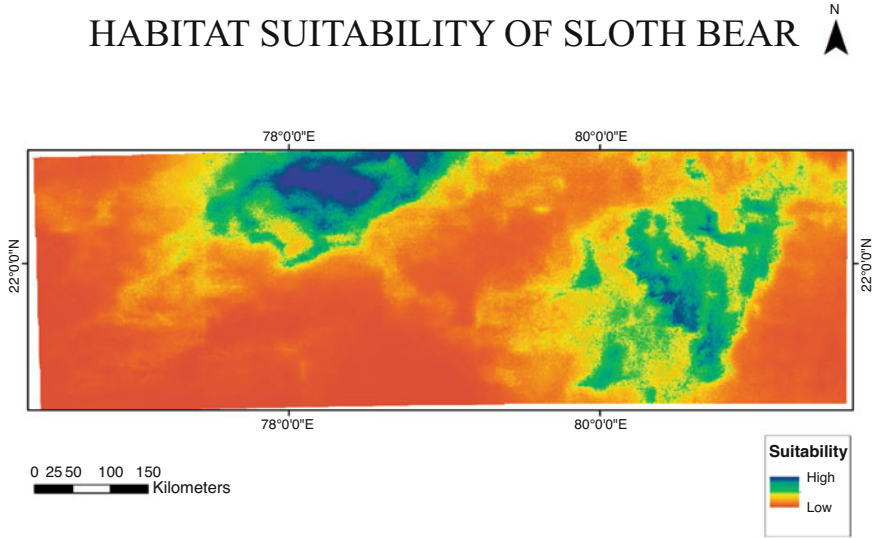 HABITAT SUITABILITY OF SLOTH BEAR
N
78°0'0"E 80°0'0"E
22°0'0"N 22°0'0"N
78°0'0"E 80°0'0"E
0 25 50 100 150
Kilometers
Suitability
High
Low